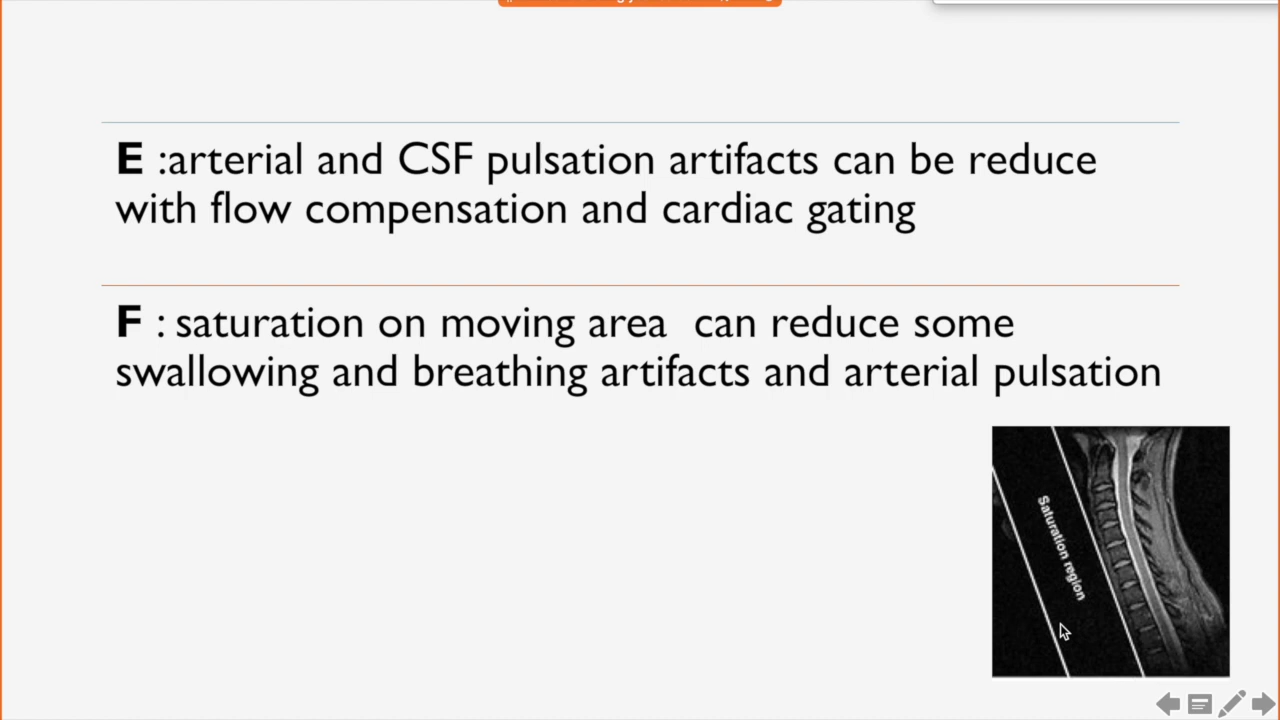 E :arterial and CSF pulsation artifacts can be reduce
with flow compensation and cardiac gating
F : saturation on moving area can reduce some
swallowing and breathing artifacts and arterial pulsation
Saturation region